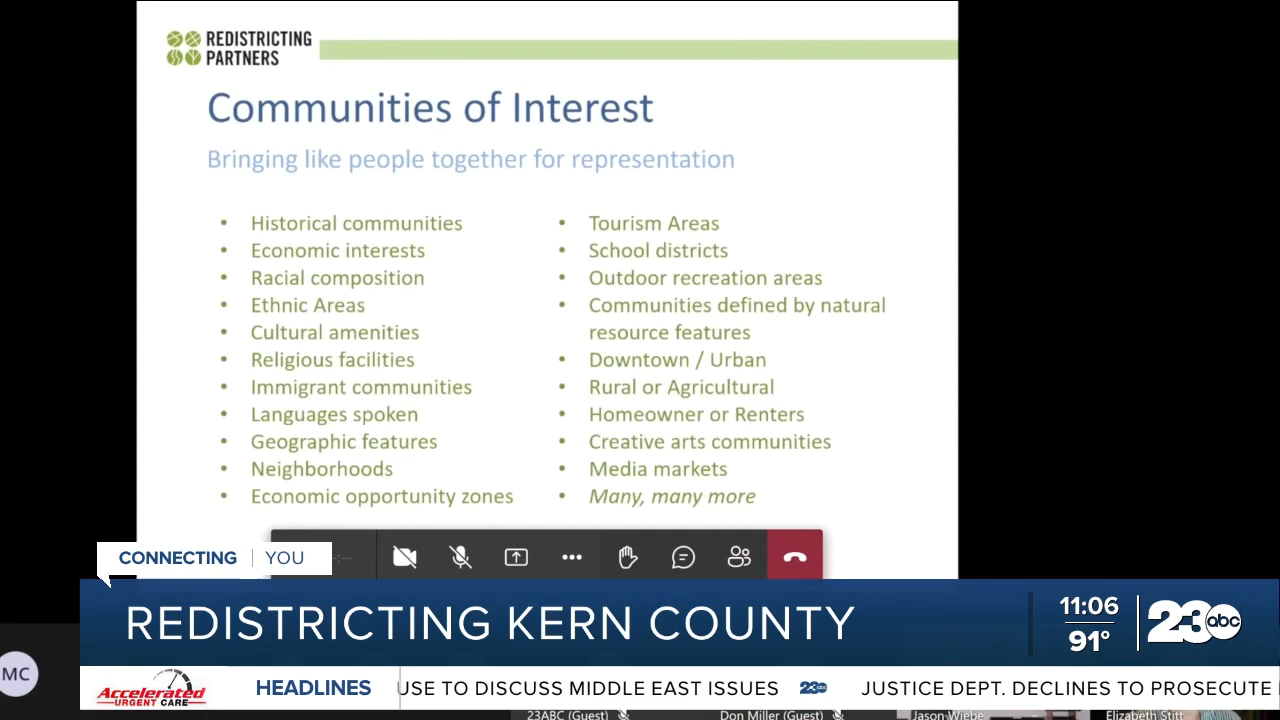 REDISTRICTING
PARTNERS
Communities of Interest
Bringing like people together for representation
• Historical communities
• Economic interests
• Racial composition
• Ethnic Areas
• Cultural amenities
• Religious facilities
• Immigrant communities
• Languages spoken
• Geographic features
• Neighborhoods
• Economic opportunity zones
• Tourism Areas
• School districts
• Outdoor recreation areas
• Communities defined by natural
resource features
• Downtown / Urban
• Rural or Agricultural
• Homeowner or Renters
• Creative arts communities
• Media markets
• Many, many more
CONNECTING | YOU
REDISTRICTING KERN COUNTY
11:06
91°
23 abc
MC
Accelerated
URGENT CARE
HEADLINES
USE TO DISCUSS MIDDLE EAST ISSUES 23 abc JUSTICE DEPT. DECLINES TO PROSECUTE
23ABC (Guest) Don Miller (Guest) Jason Wiebe Elizabeth Stitt